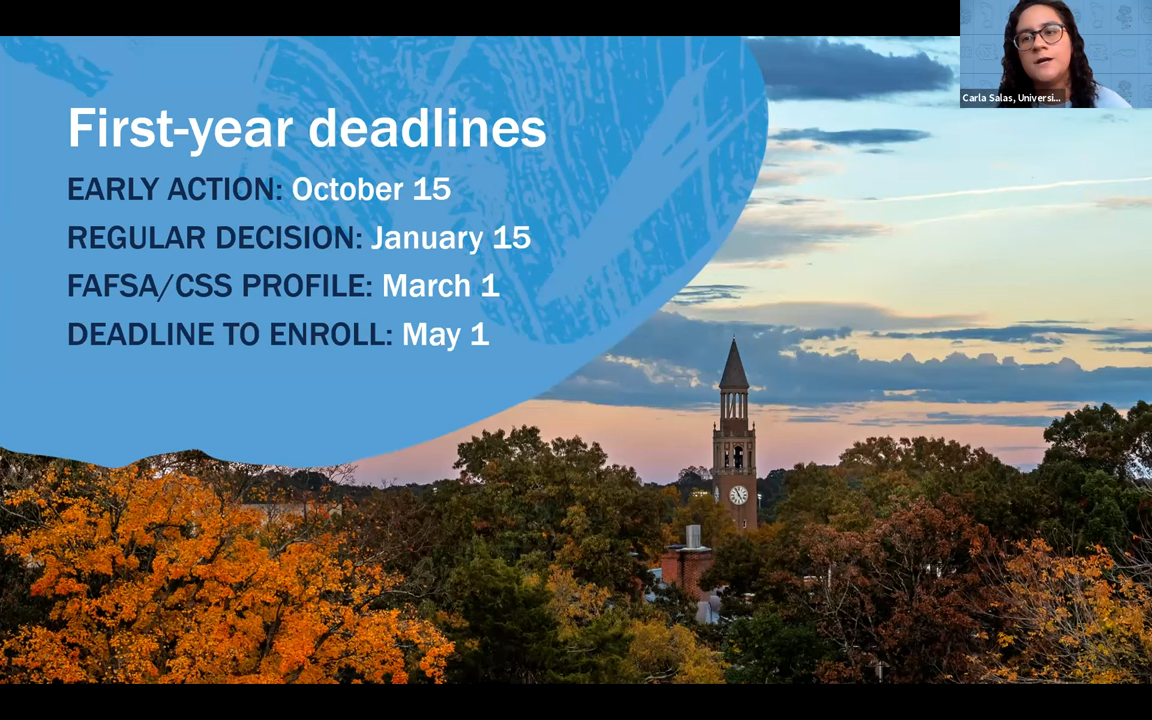 First-year deadlines
EARLY ACTION: October 15
REGULAR DECISION: January 15
FAFSA/CSS PROFILE: March 1
DEADLINE TO ENROLL: May 1
Carla Salas, Universi...